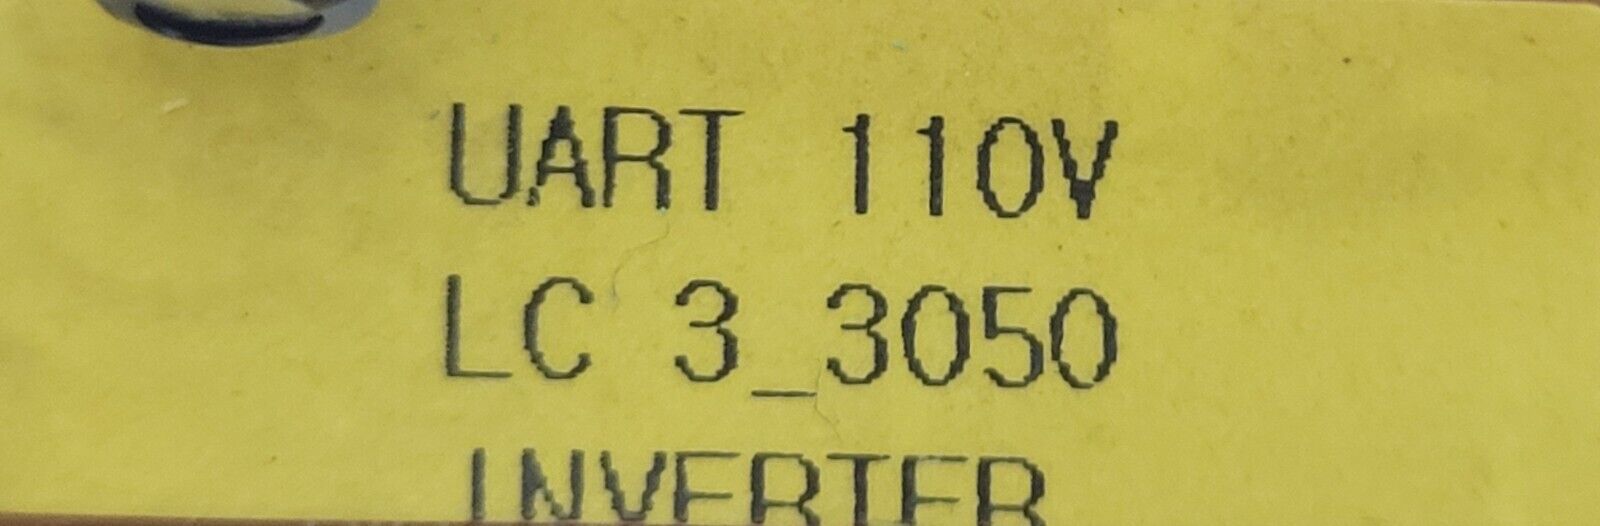 UART 110V
LC 3_3050
INVERTER